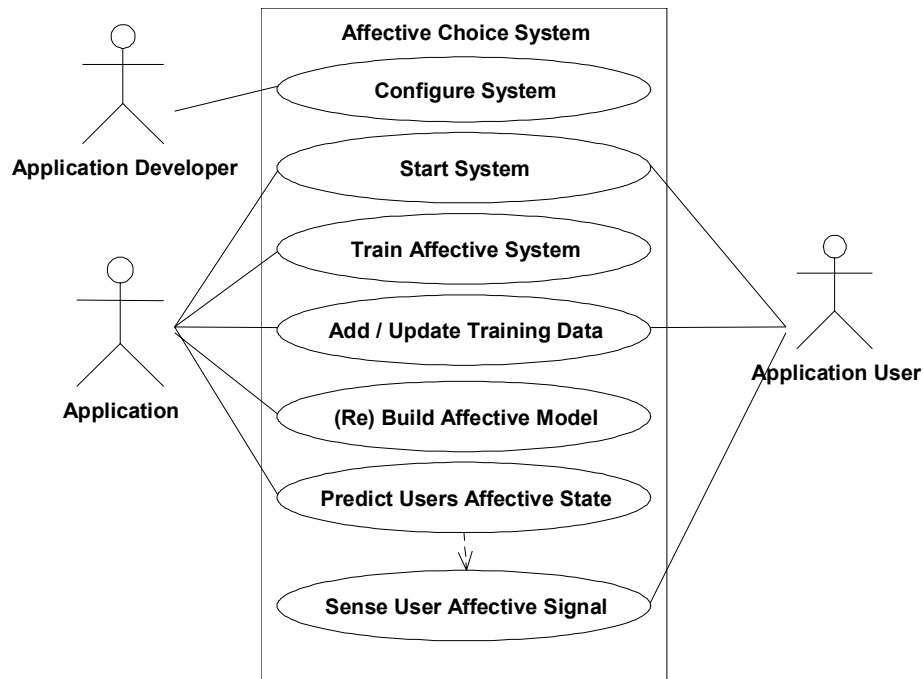 Affective Choice System
Configure System
Application Developer
Start System
Train Affective System
Add / Update Training Data
Application User
Application
(Re) Build Affective Model
Predict Users Affective State
Sense User Affective Signal